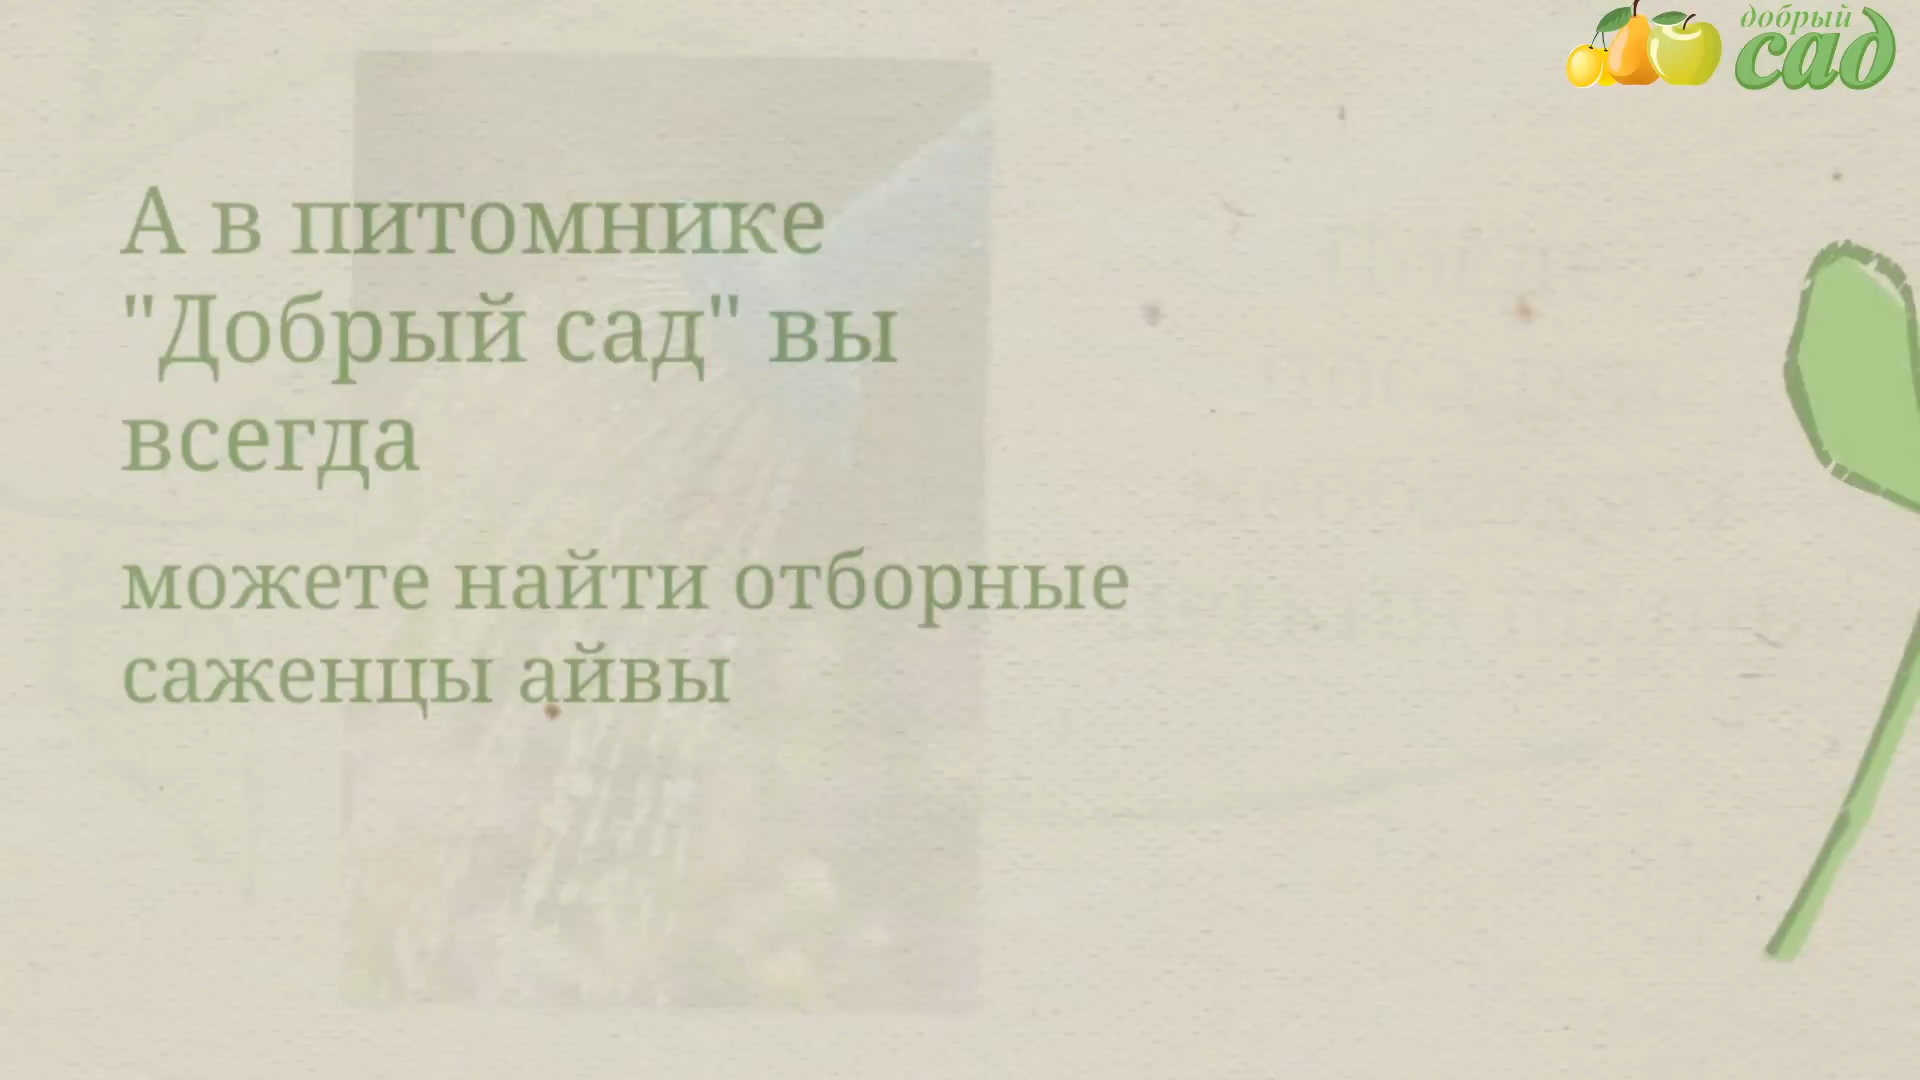 добрый
сад
А в питомнике
"Добрый сад" вы
всегда
можете найти отборные
саженцы айвы